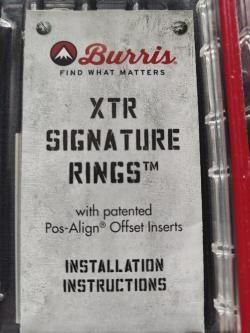 Burris
FIND WHAT MATTERS
XTR
SIGNATURE
RINGS™
with patented
Pos-Align® Offset Inserts
INSTALLATION
INSTRUCTIONS